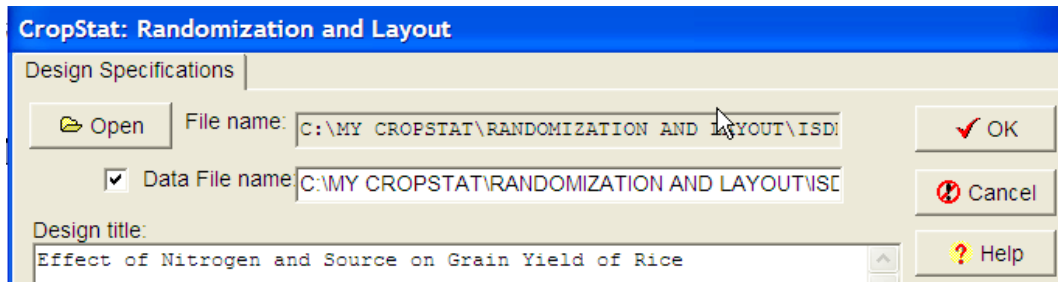 CropStat: Randomization and Layout
Design Specifications
Open File name: C:\MY CROPSTAT\RANDOMIZATION AND LAYOUT\ISD OK
Data File name: C:\MY CROPSTAT\RANDOMIZATION AND LAYOUT\ISD
Cancel
Design title:
Effect of Nitrogen and Source on Grain Yield of Rice
Help